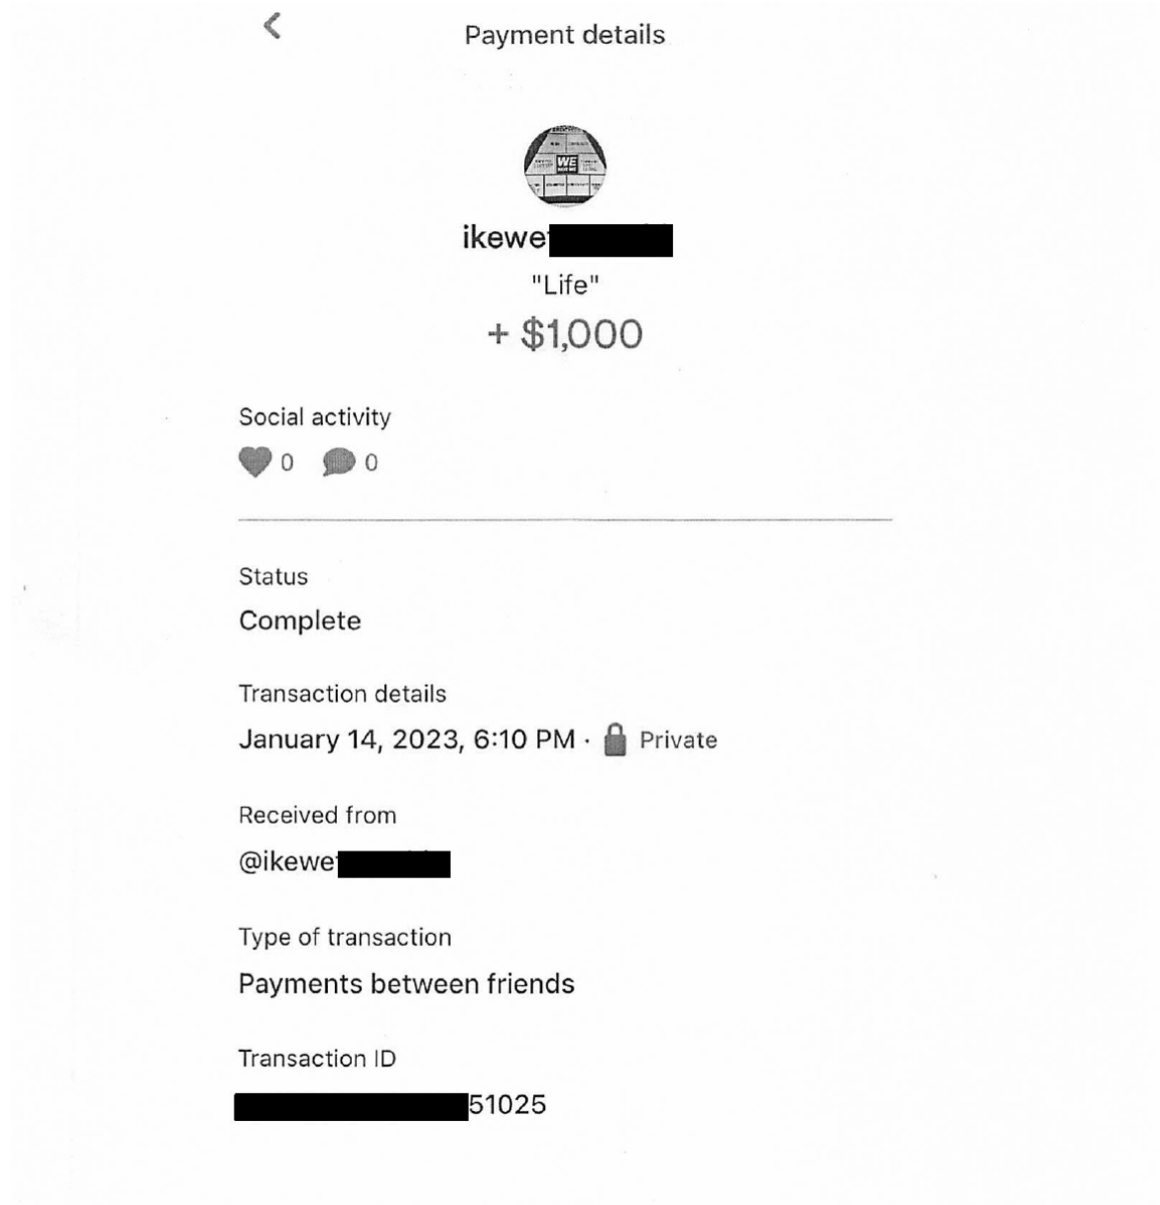 Payment details
WE
ikewe
"Life"
+ $1,000
Social activity
0 0
Status
Complete
Transaction details
January 14, 2023, 6:10 PM · Private
Received from
@ikewe
Type of transaction
Payments between friends
Transaction ID
51025